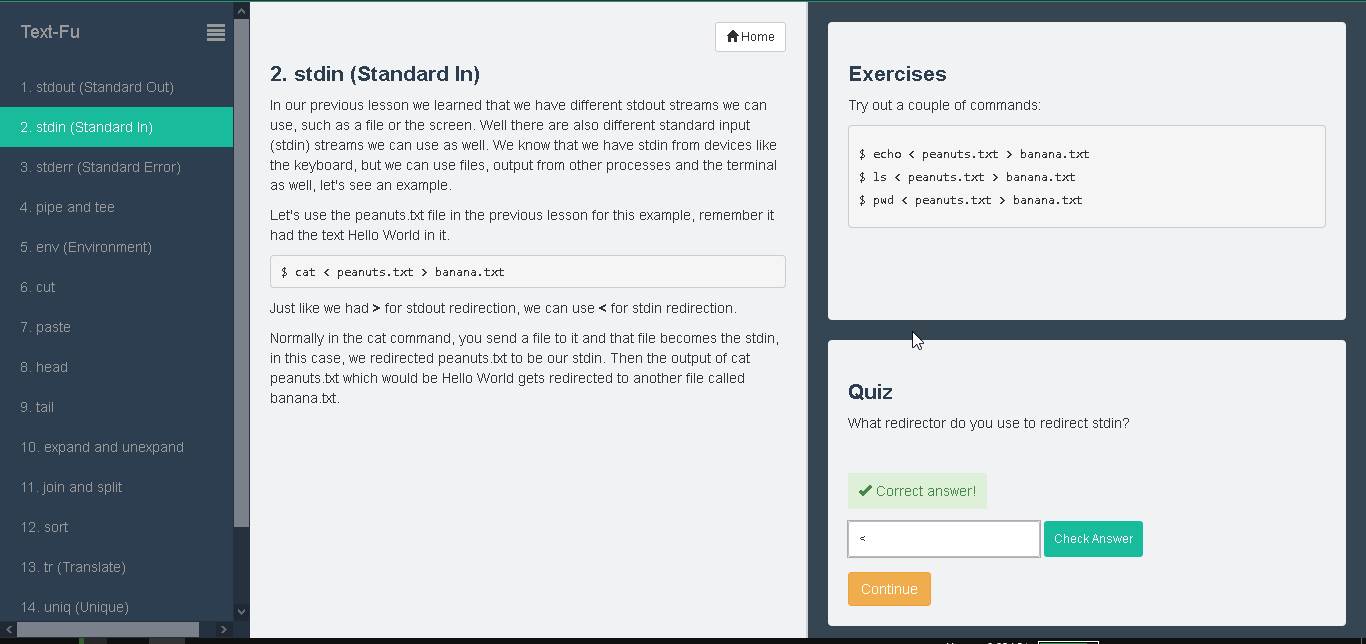 Text-Fu
1. stdout (Standard Out)
2. stdin (Standard In)
3. stderr (Standard Error)
4. pipe and tee
5. env (Environment)
6. cut
7. paste
8. head
9. tail
10. expand and unexpand
11. join and split
12. sort
13. tr (Translate)
14. uniq (Unique)
Home
2. stdin (Standard In)
In our previous lesson we learned that we have different stdout streams we can
use, such as a file or the screen. Well there are also different standard input
(stdin) streams we can use as well. We know that we have stdin from devices like
the keyboard, but we can use files, output from other processes and the terminal
as well, let's see an example.
Let's use the peanuts.txt file in the previous lesson for this example, remember it
had the text Hello World in it.
$ cat < peanuts.txt > banana.txt
Just like we had > for stdout redirection, we can use < for stdin redirection.
Normally in the cat command, you send a file to it and that file becomes the stdin,
in this case, we redirected peanuts.txt to be our stdin. Then the output of cat
peanuts.txt which would be Hello World gets redirected to another file called
banana.txt.
Exercises
Try out a couple of commands:
$ echo < peanuts.txt > banana.txt
$ ls < peanuts.txt > banana.txt
$ pwd < peanuts.txt > banana.txt
Quiz
What redirector do you use to redirect stdin?
Correct answer!
<
Check Answer
Continue